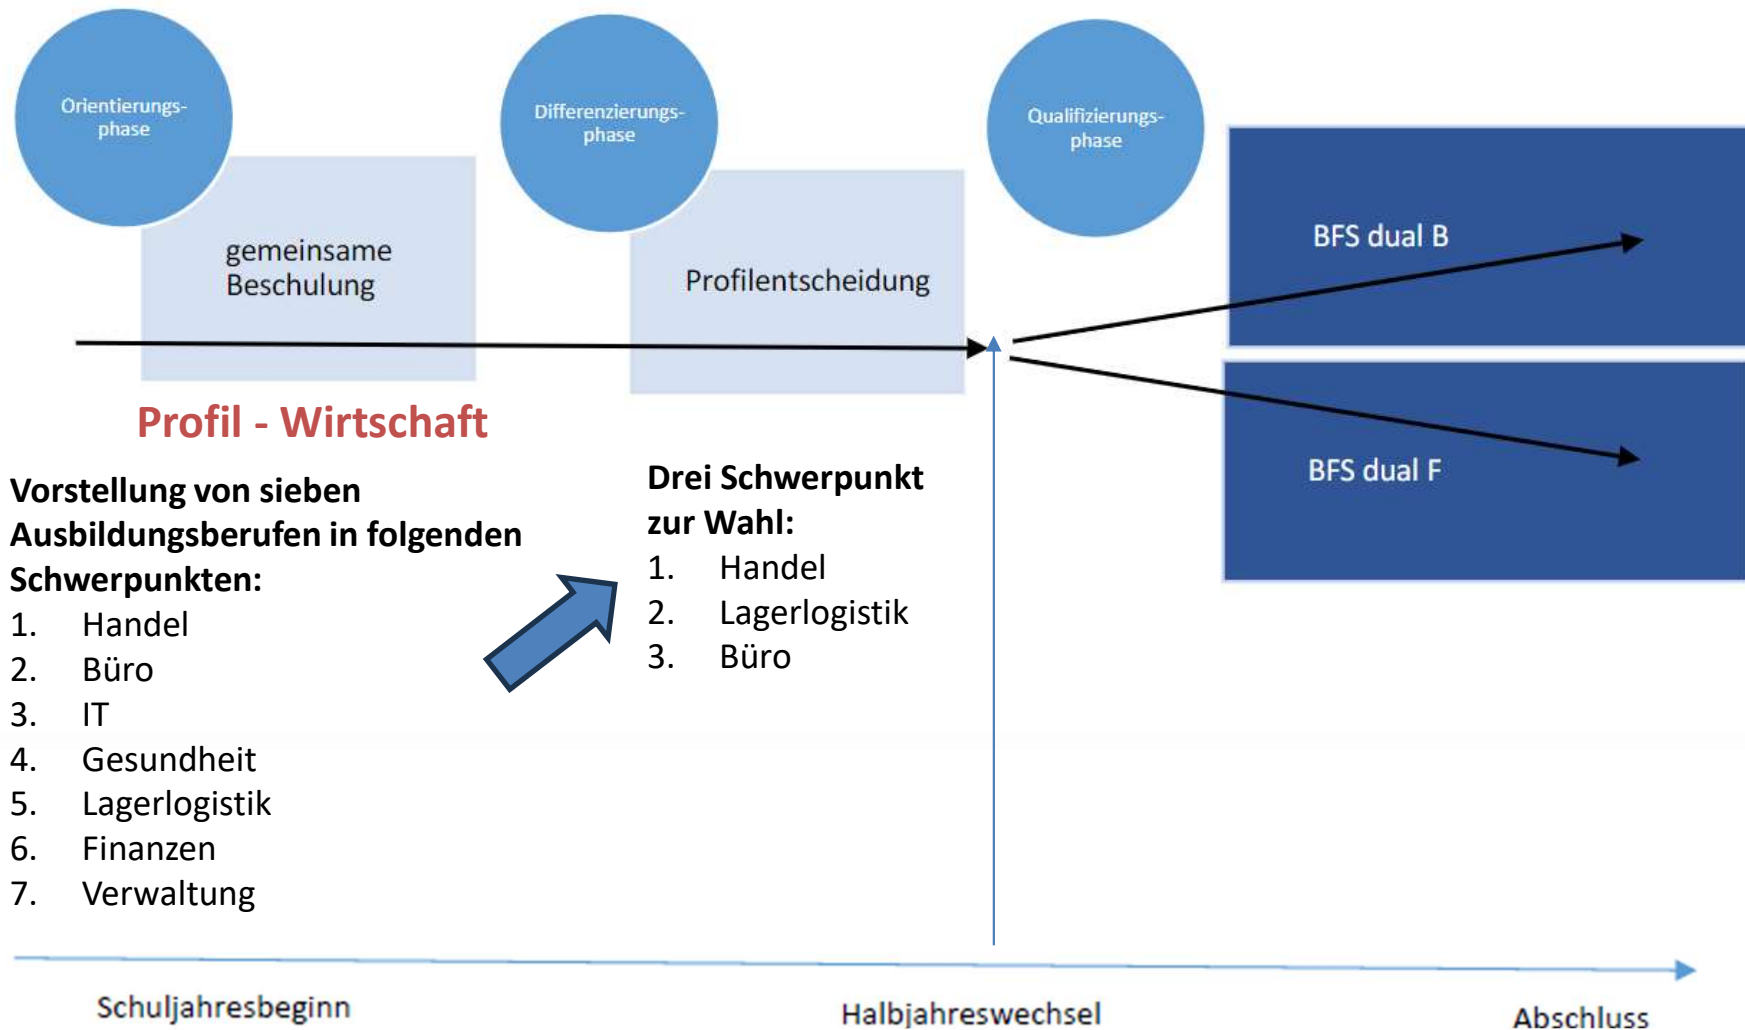 Orientierungs-
phase
gemeinsame
Beschulung
Differenzierungs-
phase
Profilentscheidung
Qualifizierungs-
phase
BFS dual B
BFS dual F
Profil - Wirtschaft
Vorstellung von sieben
Ausbildungsberufen in folgenden
Schwerpunkten:
1. Handel
2. Büro
3. IT
4. Gesundheit
5. Lagerlogistik
6. Finanzen
7. Verwaltung
Drei Schwerpunkt
zur Wahl:
1. Handel
2. Lagerlogistik
3. Büro
Schuljahresbeginn
Halbjahreswechsel
Abschluss